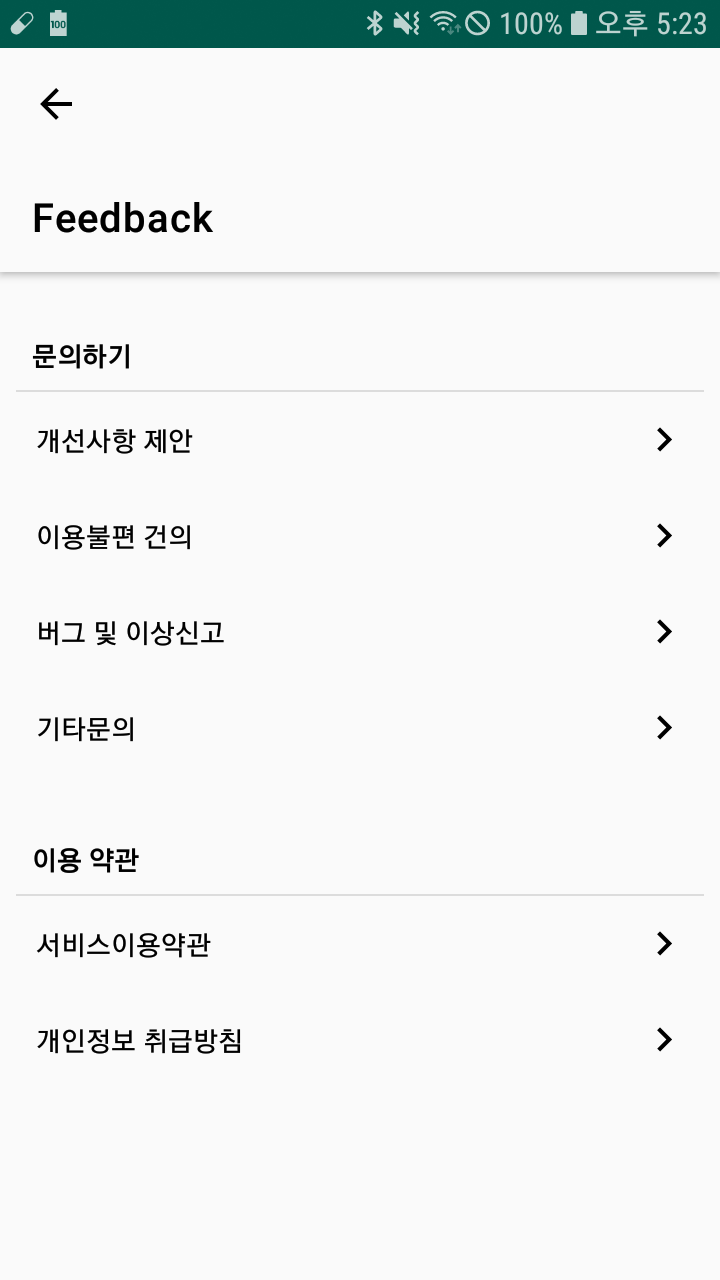 100 100% 오후 5:23
Feedback
문의하기
개선사항 제안
이용불편 건의
버그 및 이상신고
기타문의
이용 약관
서비스이용약관
개인정보 취급방침